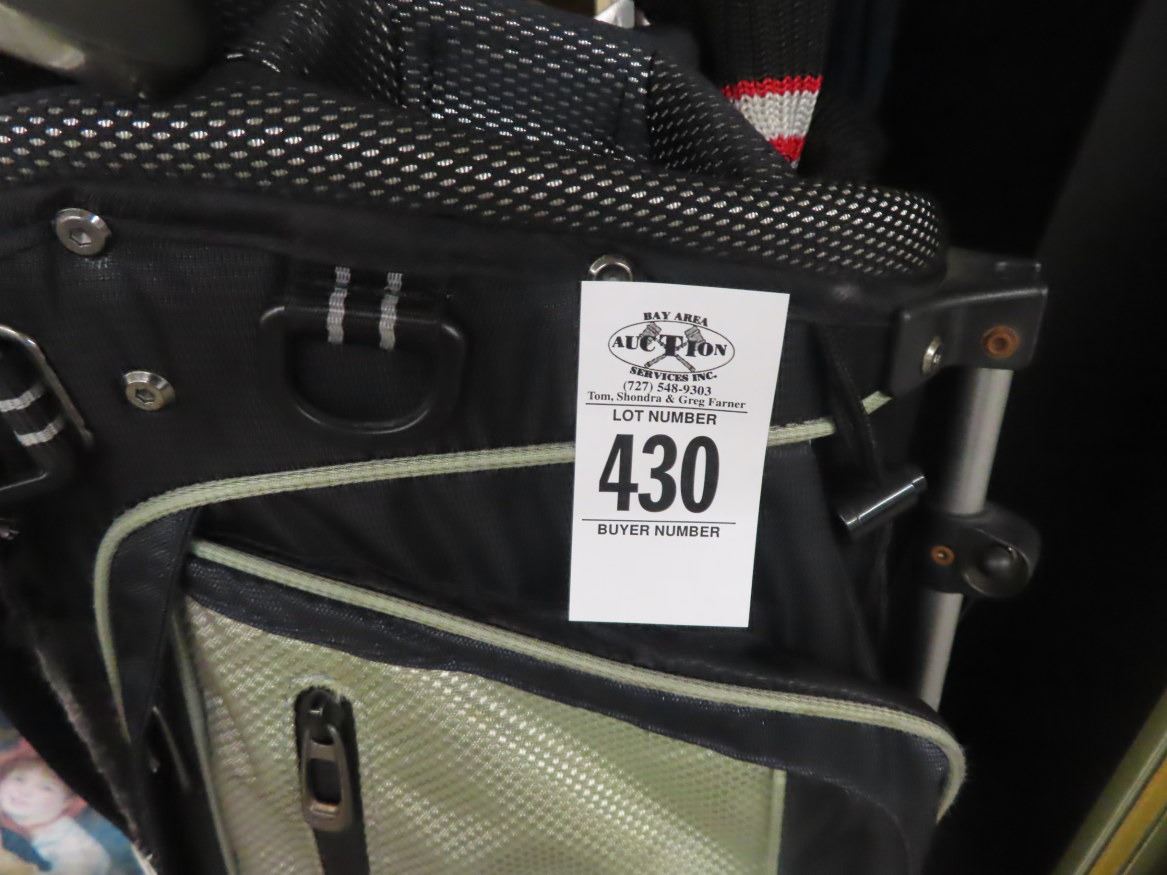 BAY AREA
AUCTION
SERVICES INC.
(727) 548-9303
Tom, Shondra & Greg Farner
LOT NUMBER
430
BUYER NUMBER